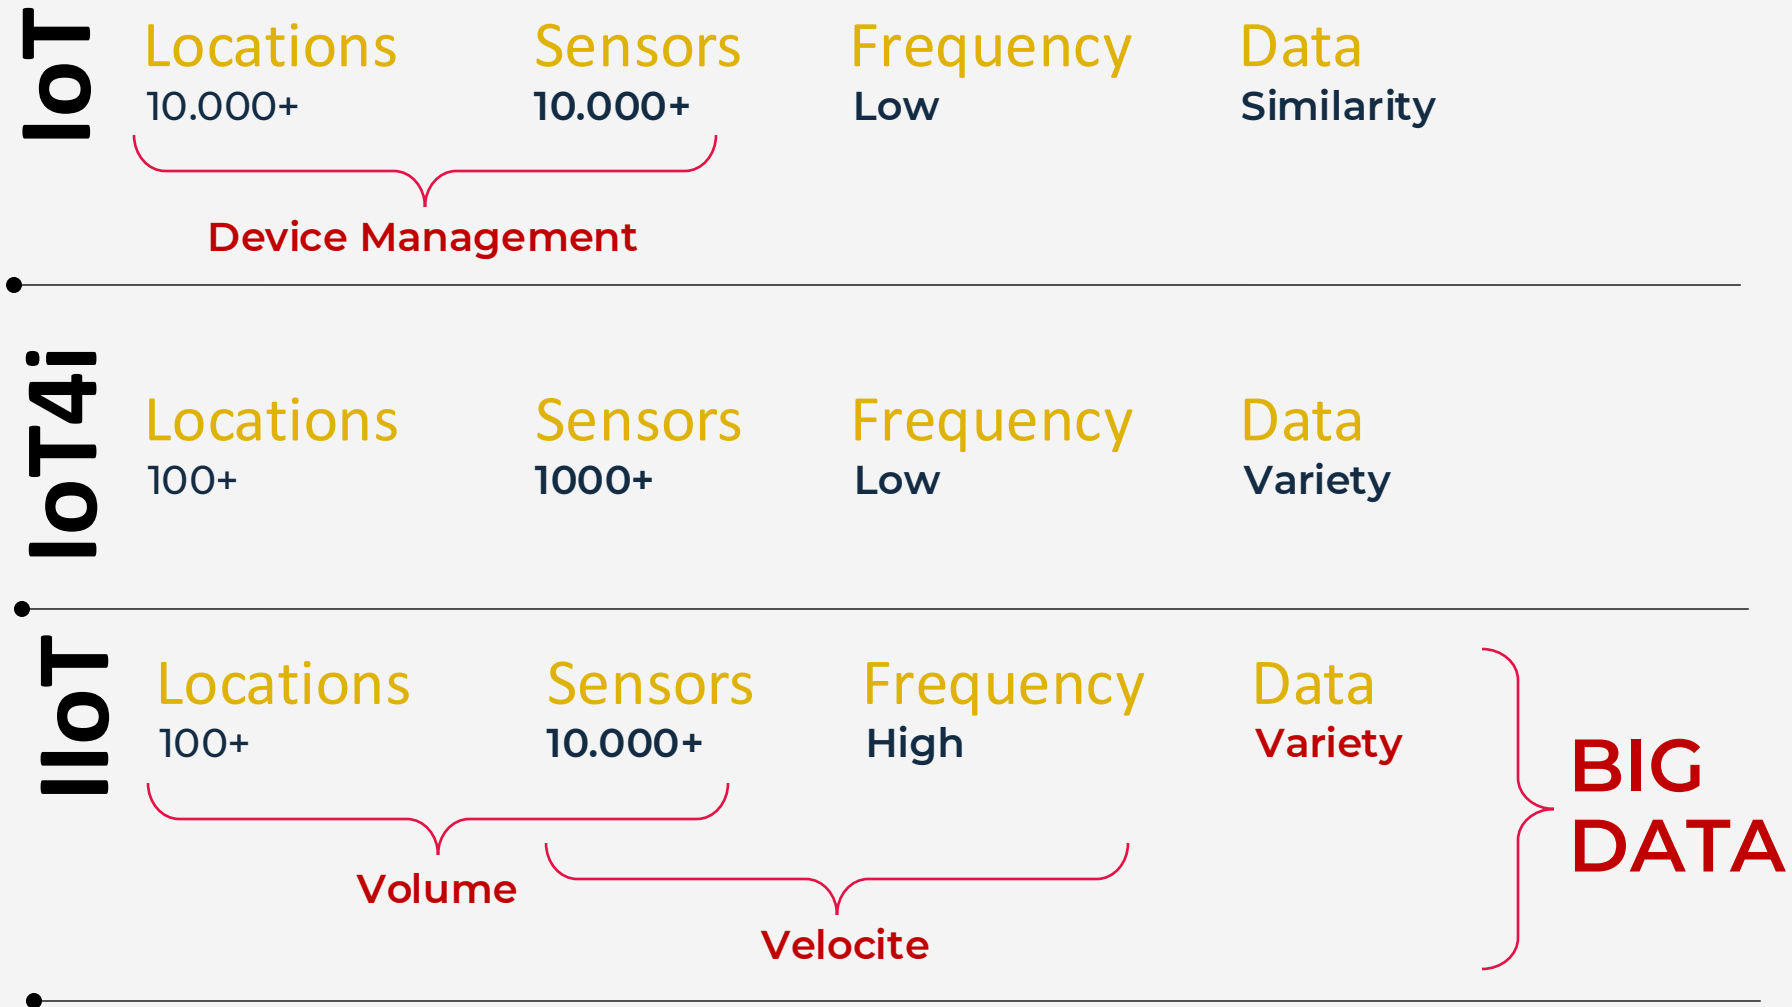 IoT
Locations Sensors Frequency Data
10.000+ 10.000+ Low Similarity
Device Management
IoT4i
Locations Sensors Frequency Data
100+ 1000+ Low Variety
IIoT
Locations Sensors Frequency Data
100+ 10.000+ High Variety
BIG
DATA
Volume
Velocite